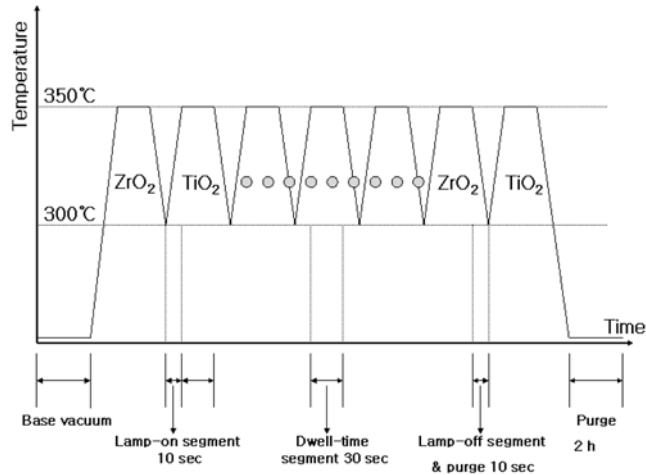 Temperature
350℃
300℃
ZrO₂
TiO₂
ZrO₂
TiO₂
Time
Base vacuum
Lamp-on segment
10 sec
Dwell-time
segment 30 sec
Lamp-off segment
& purge 10 sec
Purge
2 h